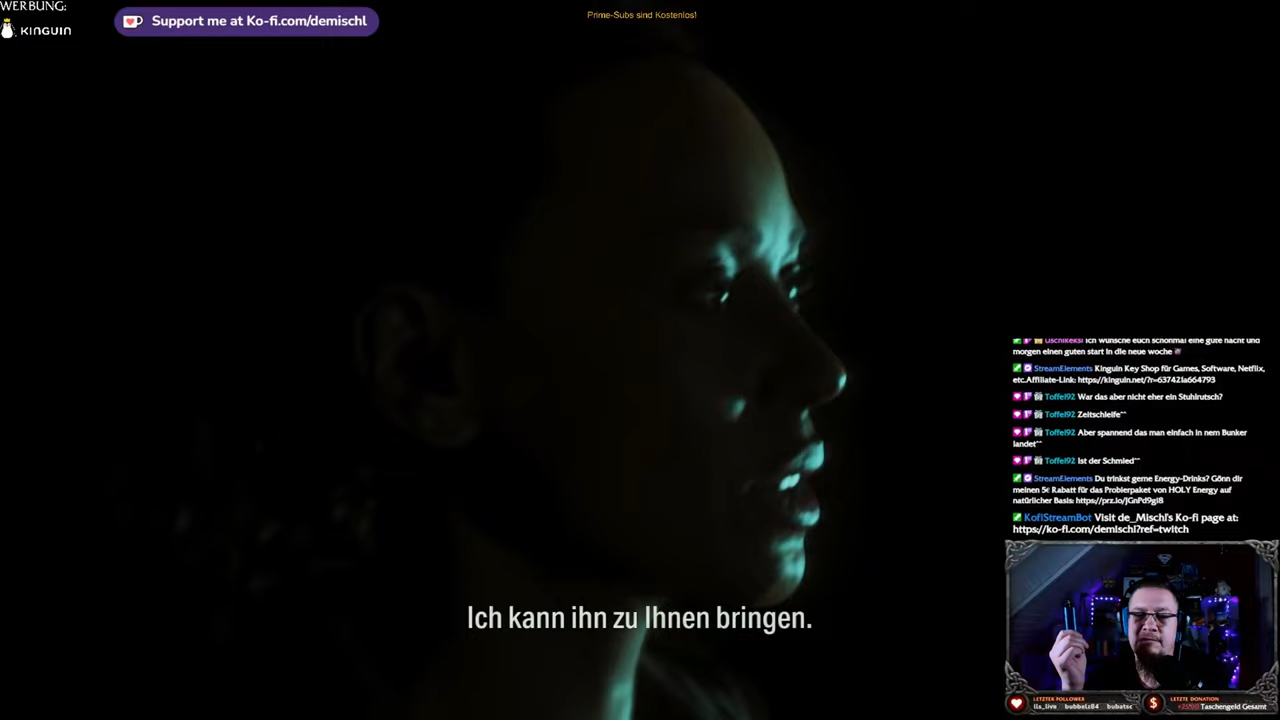 WERBUNG:
KINGUIN
Support me at Ko-fi.com/demischl
Prime-Subs sind Kostenlos!
Ich wünsche euch schonmal eine gute nacht und
morgen einen guten start in die neue woche
StreamElements Kinguin Key Shop für Games, Software, Netflix,
etc.Affiliate-Link: https://kinguin.net/?r=637421a664793
Toffel92 War das aber nicht eher ein Stuhlrutsch?
Toffel92 Zeitschleife^^
Toffel92 Aber spannend das man einfach in nem Bunker
landet^^
Toffel92 Ist der Schmied^^
StreamElements Du trinkst gerne Energy-Drinks? Gönn dir
meinen 5€ Rabatt für das Probierpaket von HOLY Energy auf
natürlicher Basis: https://prz.io/JGnPd9gi8
KofiStreamBot Visit de_Mischl's Ko-fi page at:
https://ko-fi.com/demischl?ref=twitch
Ich kann ihn zu Ihnen bringen.
LETZTER FOLLOWER
bubbelz84 bubatsc
LETZTE DONATION
Taschengeld Gesamt